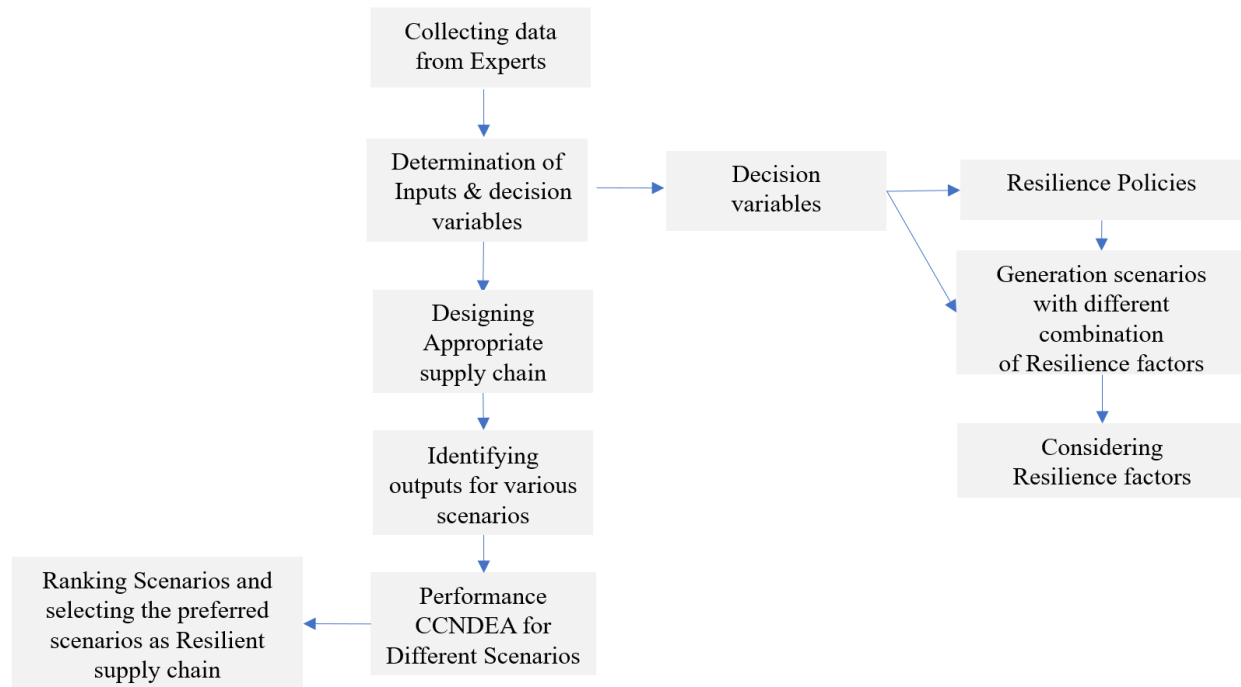 Collecting data
from Experts
Determination of
Inputs & decision
variables
Decision
variables
Resilience Policies
Generation scenarios
with different
combination
of Resilience factors
Considering
Resilience factors
Designing
Appropriate
supply chain
Identifying
outputs for various
scenarios
Performance
CCNDEA for
Different Scenarios
Ranking Scenarios and
selecting the preferred
scenarios as Resilient
supply chain